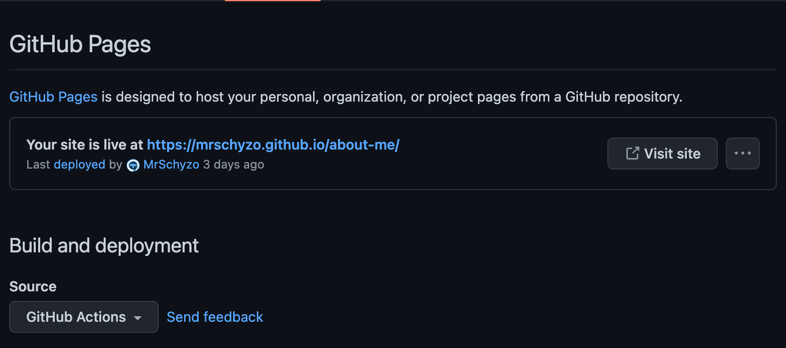 GitHub Pages
GitHub Pages is designed to host your personal, organization, or project pages from a GitHub repository.
Your site is live at https://mrschyzo.github.io/about-me/
Last deployed by MrSchyzo 3 days ago
Visit site
Build and deployment
Source
GitHub Actions
Send feedback